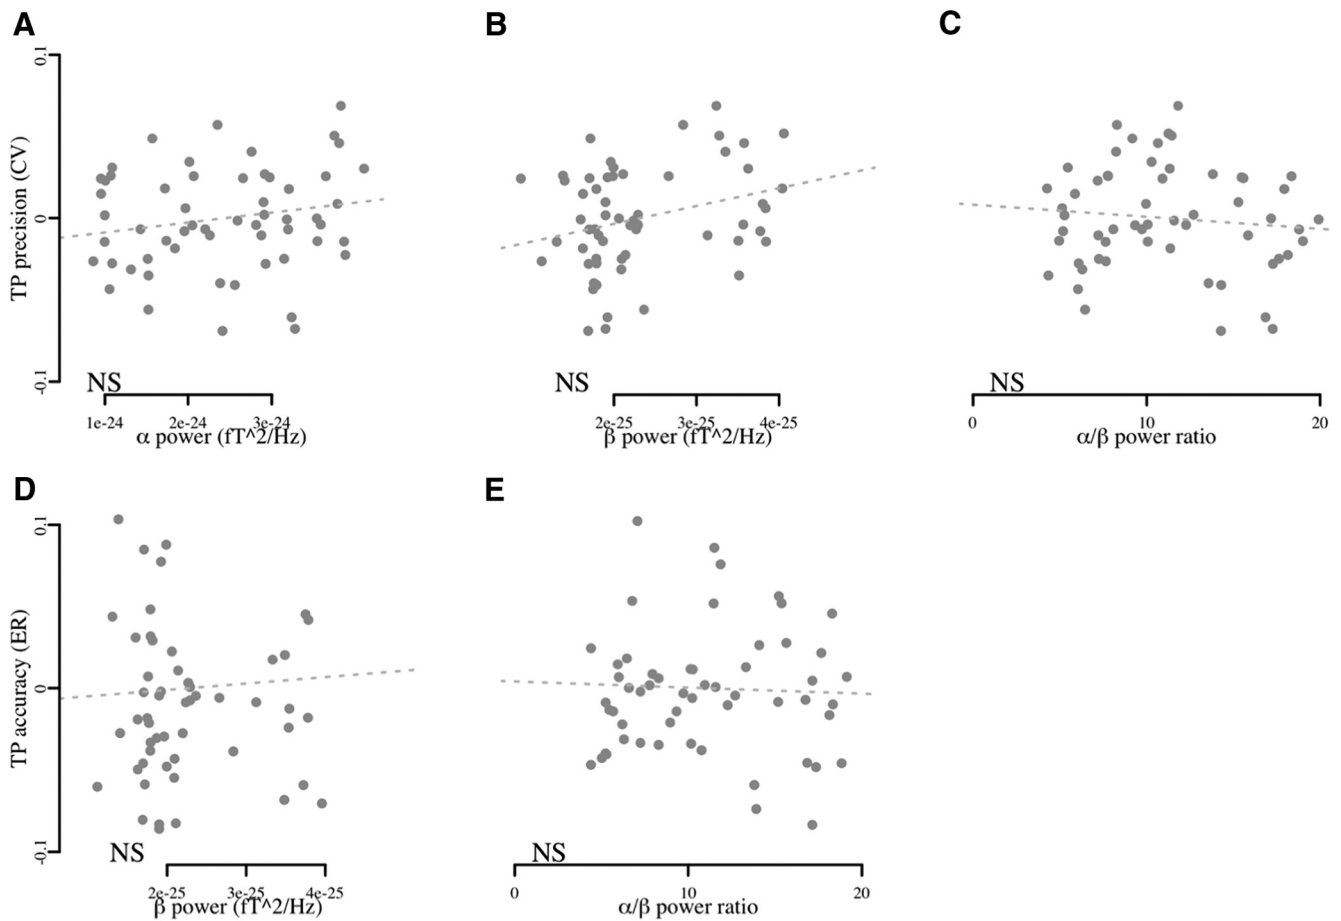 A
B
C
TP precision (CV)
0.1
0
-0.1
NS
NS
NS
1e-24 2e-24 3e-24
2e-25 3e-25 4e-25
0 10 20
α power (fT^2/Hz)
β power (fT^2/Hz)
α/β power ratio
D
E
TP accuracy (ER)
0.1
0
-0.1
NS
NS
2e-25 3e-25 4e-25
0 10 20
β power (fT^2/Hz)
α/β power ratio